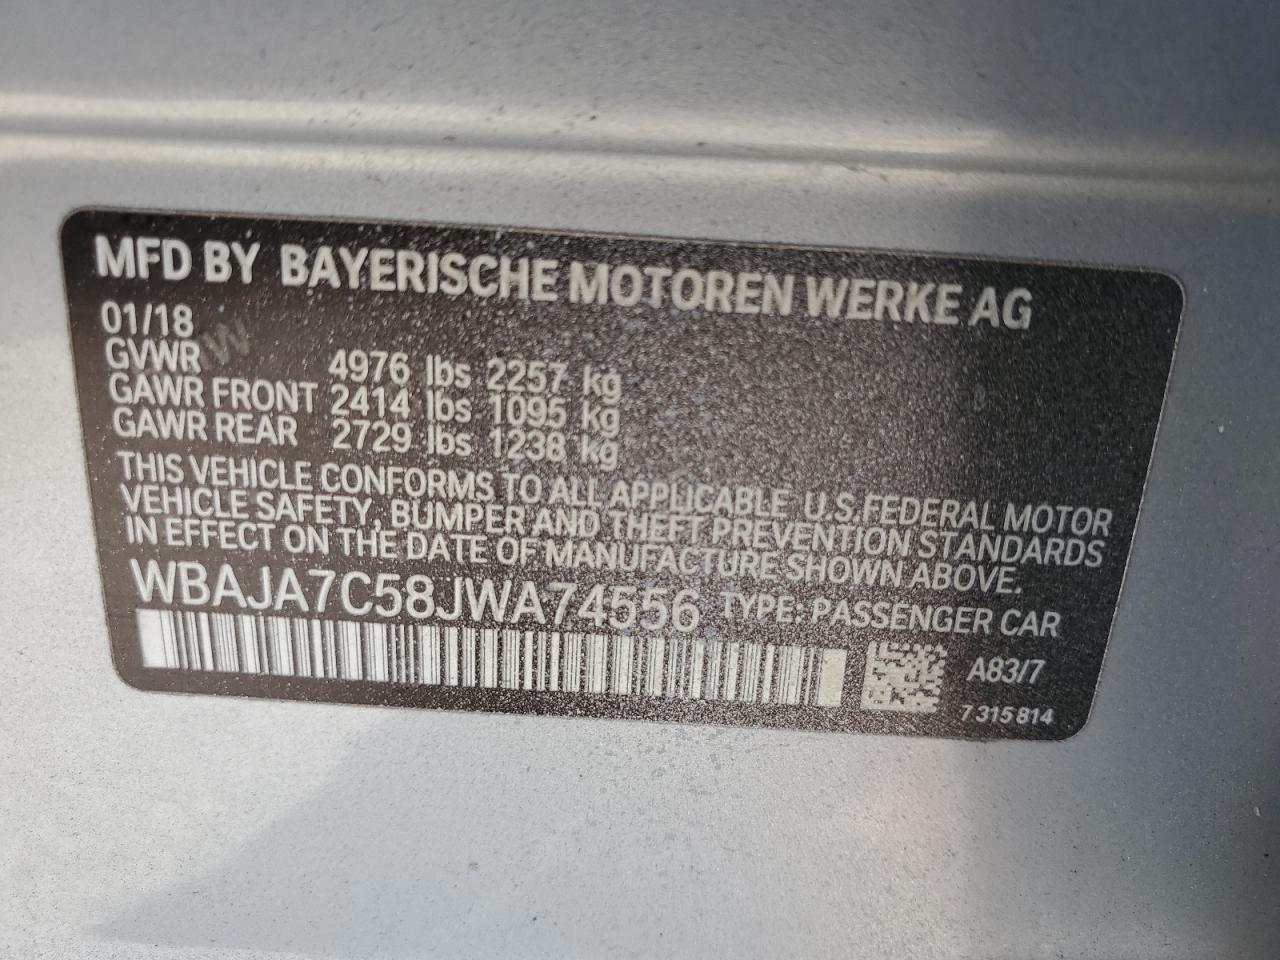 MFD BY BAYERISCHE MOTOREN WERKE AG
01/18
GVWR 4976 lbs 2257 kg
GAWR FRONT 2414 lbs 1095 kg
GAWR REAR 2729 lbs 1238 kg
THIS VEHICLE CONFORMS TO ALL APPLICABLE U.S.FEDERAL MOTOR
VEHICLE SAFETY, BUMPER AND THEFT PREVENTION STANDARDS
IN EFFECT ON THE DATE OF MANUFACTURE SHOWN ABOVE.
WBAJA7C58JWA74556 TYPE: PASSENGER CAR
A83/7
7 315 814